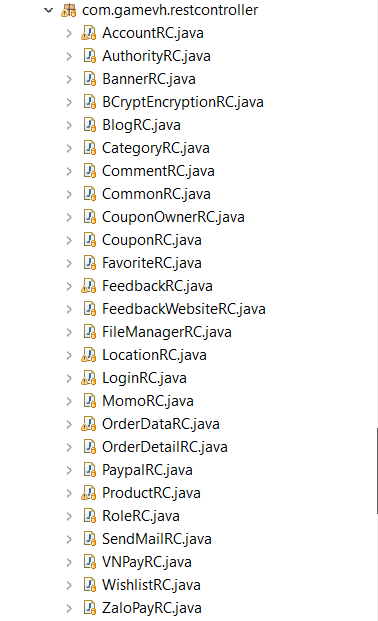 com.gamevh.restcontroller
AccountRC.java
AuthorityRC.java
BannerRC.java
BCryptEncryptionRC.java
BlogRC.java
CategoryRC.java
CommentRC.java
CommonRC.java
CouponOwnerRC.java
CouponRC.java
FavoriteRC.java
FeedbackRC.java
FeedbackWebsiteRC.java
FileManagerRC.java
LocationRC.java
LoginRC.java
MomoRC.java
OrderDataRC.java
OrderDetailRC.java
PaypalRC.java
ProductRC.java
RoleRC.java
SendMailRC.java
VNPayRC.java
WishlistRC.java
ZaloPayRC.java